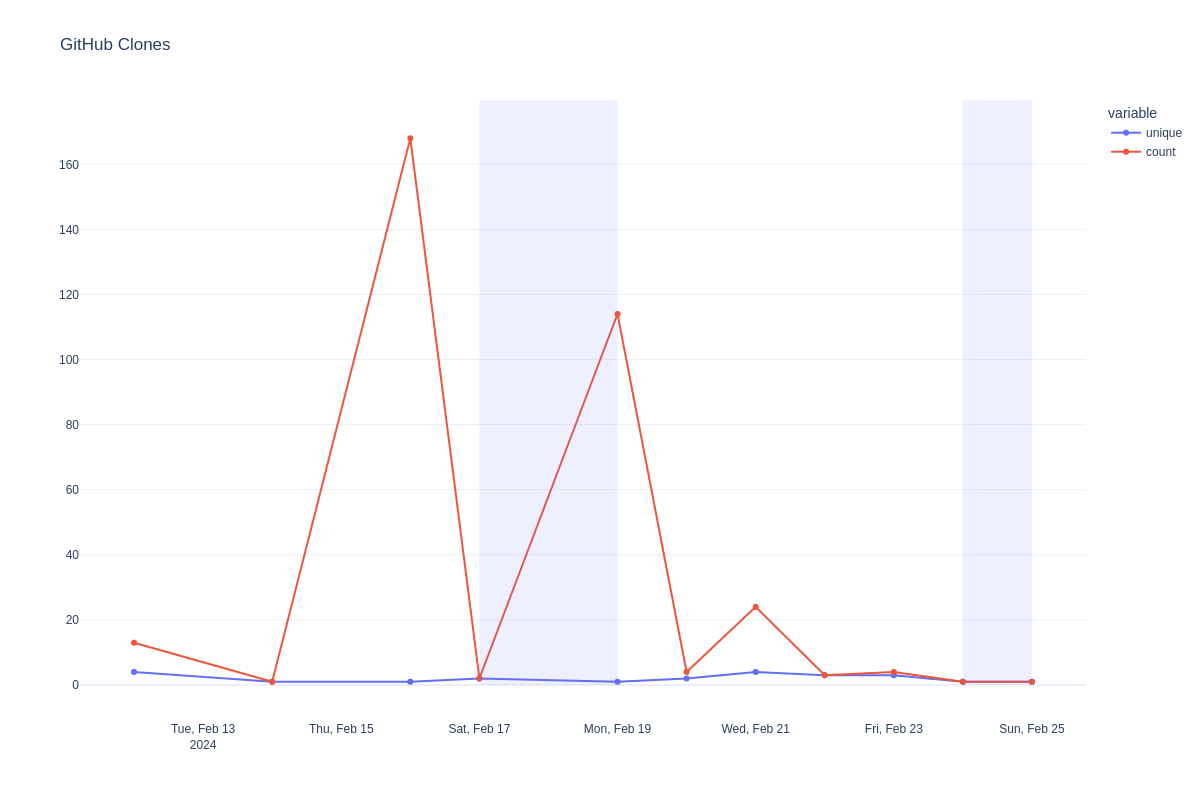 GitHub Clones
variable
unique
count
160
140
120
100
80
60
40
20
0
Tue, Feb 13
2024
Thu, Feb 15
Sat, Feb 17
Mon, Feb 19
Wed, Feb 21
Fri, Feb 23
Sun, Feb 25